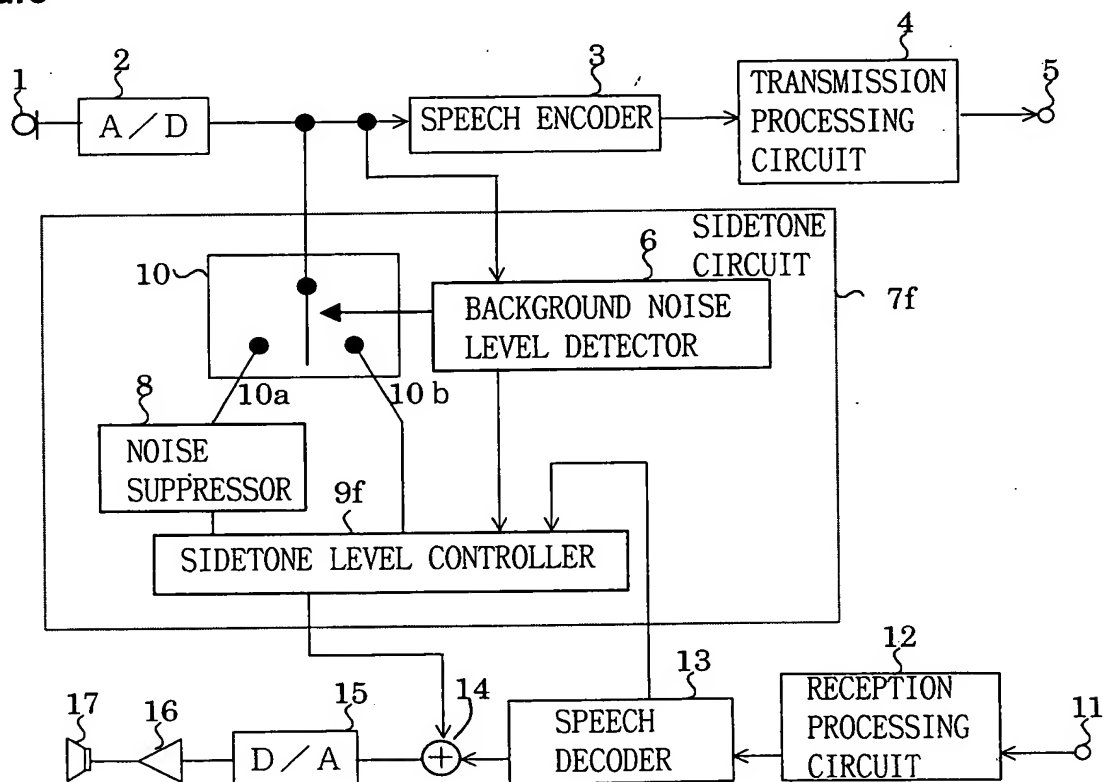 1
2
A/D
3
SPEECH ENCODER
4
TRANSMISSION
PROCESSING
CIRCUIT
5
SIDETONE
CIRCUIT
7f
10
10a
10b
6
BACKGROUND NOISE
LEVEL DETECTOR
8
NOISE
SUPPRESSOR
9f
SIDETONE LEVEL CONTROLLER
17
16
15
D/A
14
+
13
SPEECH
DECODER
12
RECEPTION
PROCESSING
CIRCUIT
11